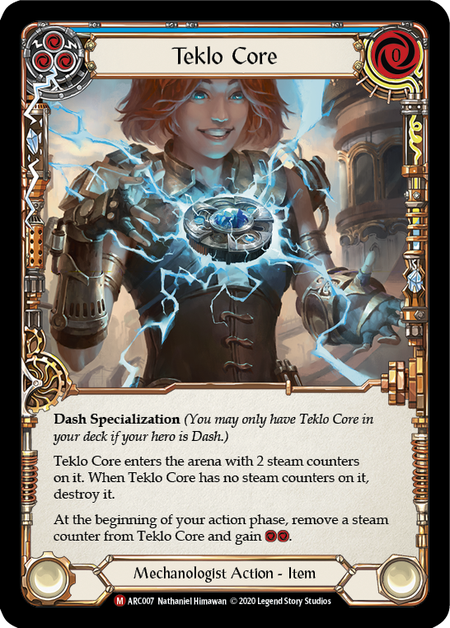 0
Teklo Core
Dash Specialization (You may only have Teklo Core in
your deck if your hero is Dash.)
Teklo Core enters the arena with 2 steam counters
on it. When Teklo Core has no steam counters on it,
destroy it.
At the beginning of your action phase, remove a steam
counter from Teklo Core and gain.
Mechanologist Action - Item
M ARC007 Nathaniel Himawan © 2020 Legend Story Studios